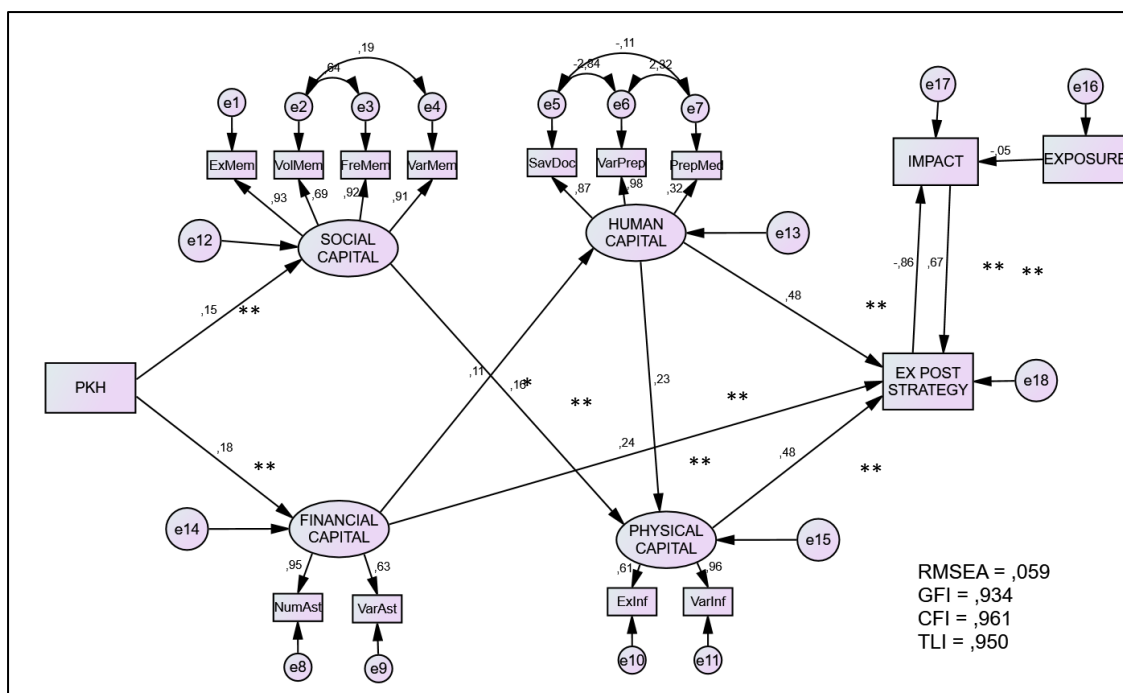 ,19
-,11
,64
-2,84
2,32
e1
e2
e3
e4
e5
e6
e7
e17
e16
ExMem
VolMem
FreMem
VarMem
SavDoc
VarPrep
PrepMed
IMPACT
-,05
EXPOSURE
,93
,69
,92
,91
,87
,98
,32
e12
SOCIAL
CAPITAL
HUMAN
CAPITAL
e13
-,86
,67
** **
,15
**
,48
**
PKH
,11
,16
*
**
,23
**
EX POST
STRATEGY
e18
,18
**
,24
**
,48
**
e14
FINANCIAL
CAPITAL
PHYSICAL
CAPITAL
e15
,95
,63
,61
,96
NumAst
VarAst
ExInf
VarInf
e8
e9
e10
e11
RMSEA = ,059
GFI = ,934
CFI = ,961
TLI = ,950